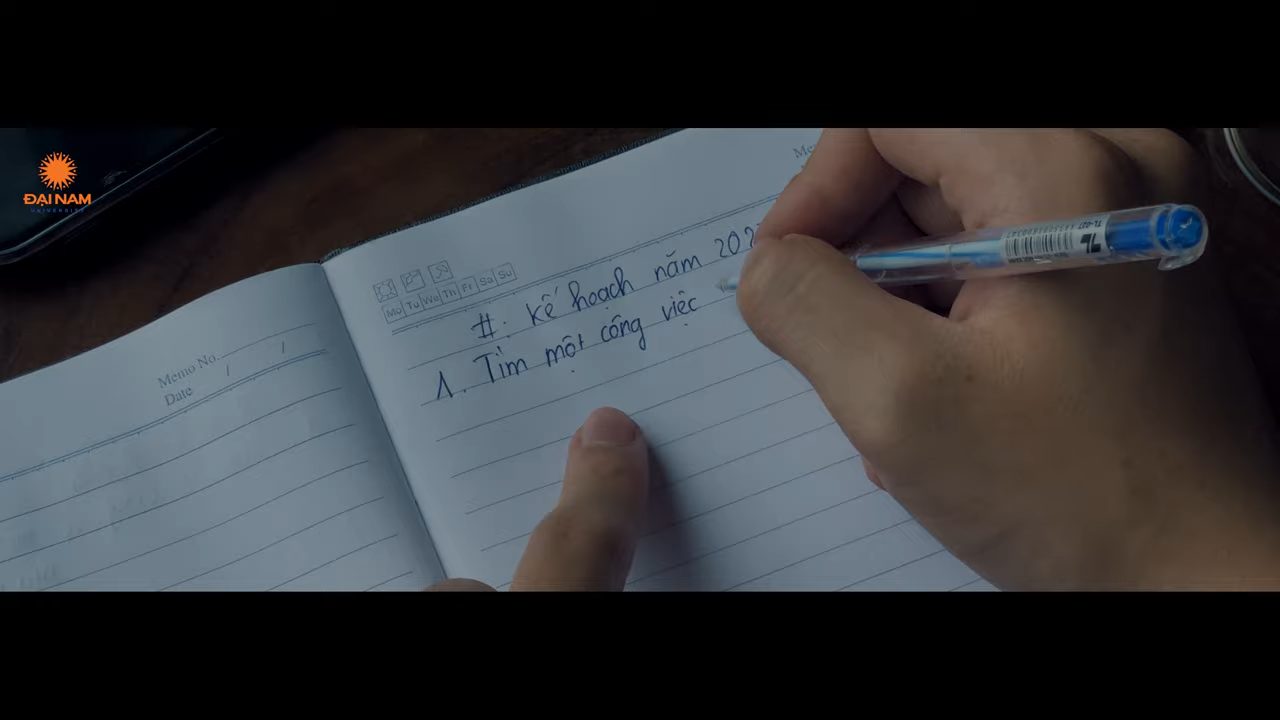 ĐẠI NAM
UNIVERSITY
Memo No.
Date / /
Mo Tu We Th Fr Sa Su
#: kế hoạch năm 202
1. Tìm một công việc